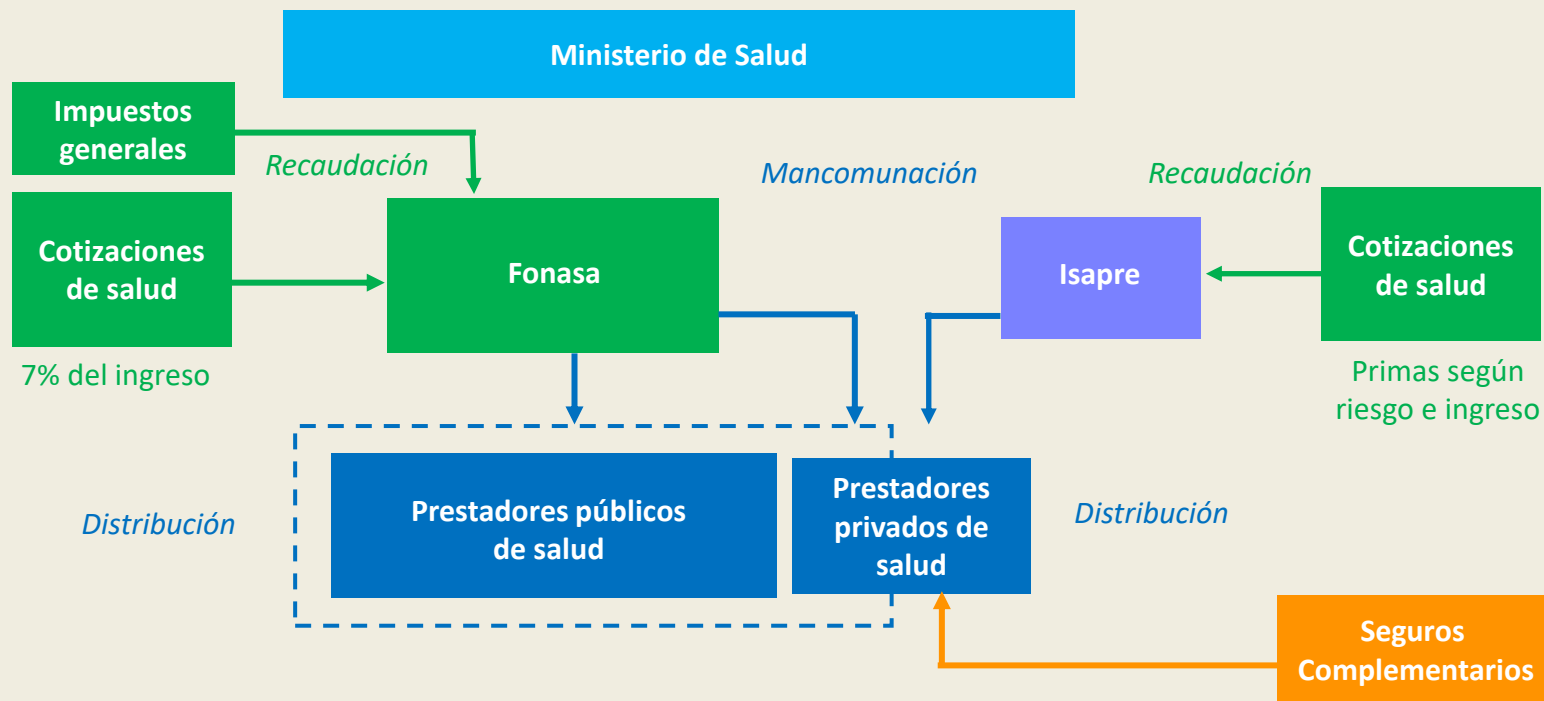 Ministerio de Salud
Impuestos
generales
Recaudación
Mancomunación
Recaudación
Cotizaciones
de salud
Fonasa
Isapre
Cotizaciones
de salud
7% del ingreso
Primas según
riesgo e ingreso
Distribución
Prestadores públicos
de salud
Prestadores
privados de
salud
Distribución
Seguros
Complementarios